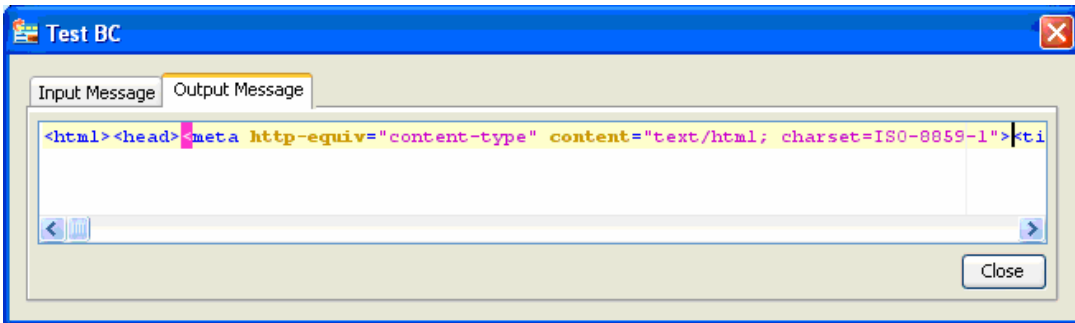 Test BC
Input Message Output Message
<html><head><meta http-equiv="content-type" content="text/html; charset=ISO-8859-1"><ti
Close